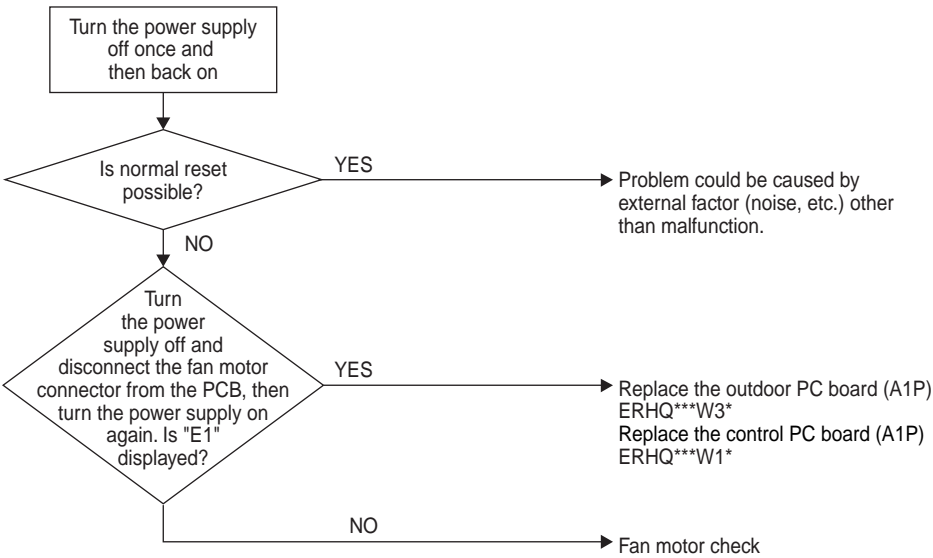 Turn the power supply
off once and
then back on
Is normal reset
possible?
YES
Problem could be caused by
external factor (noise, etc.) other
than malfunction.
NO
Turn
the power
supply off and
disconnect the fan motor
connector from the PCB, then
turn the power supply on
again. Is "E1"
displayed?
YES
Replace the outdoor PC board (A1P)
ERHQ***W3*
Replace the control PC board (A1P)
ERHQ***W1*
NO
Fan motor check